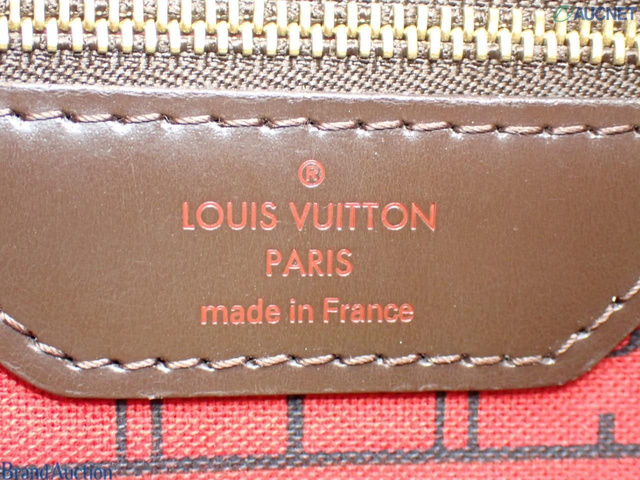 AUCNET
®
LOUIS VUITTON
PARIS
made in France
Brand Auction